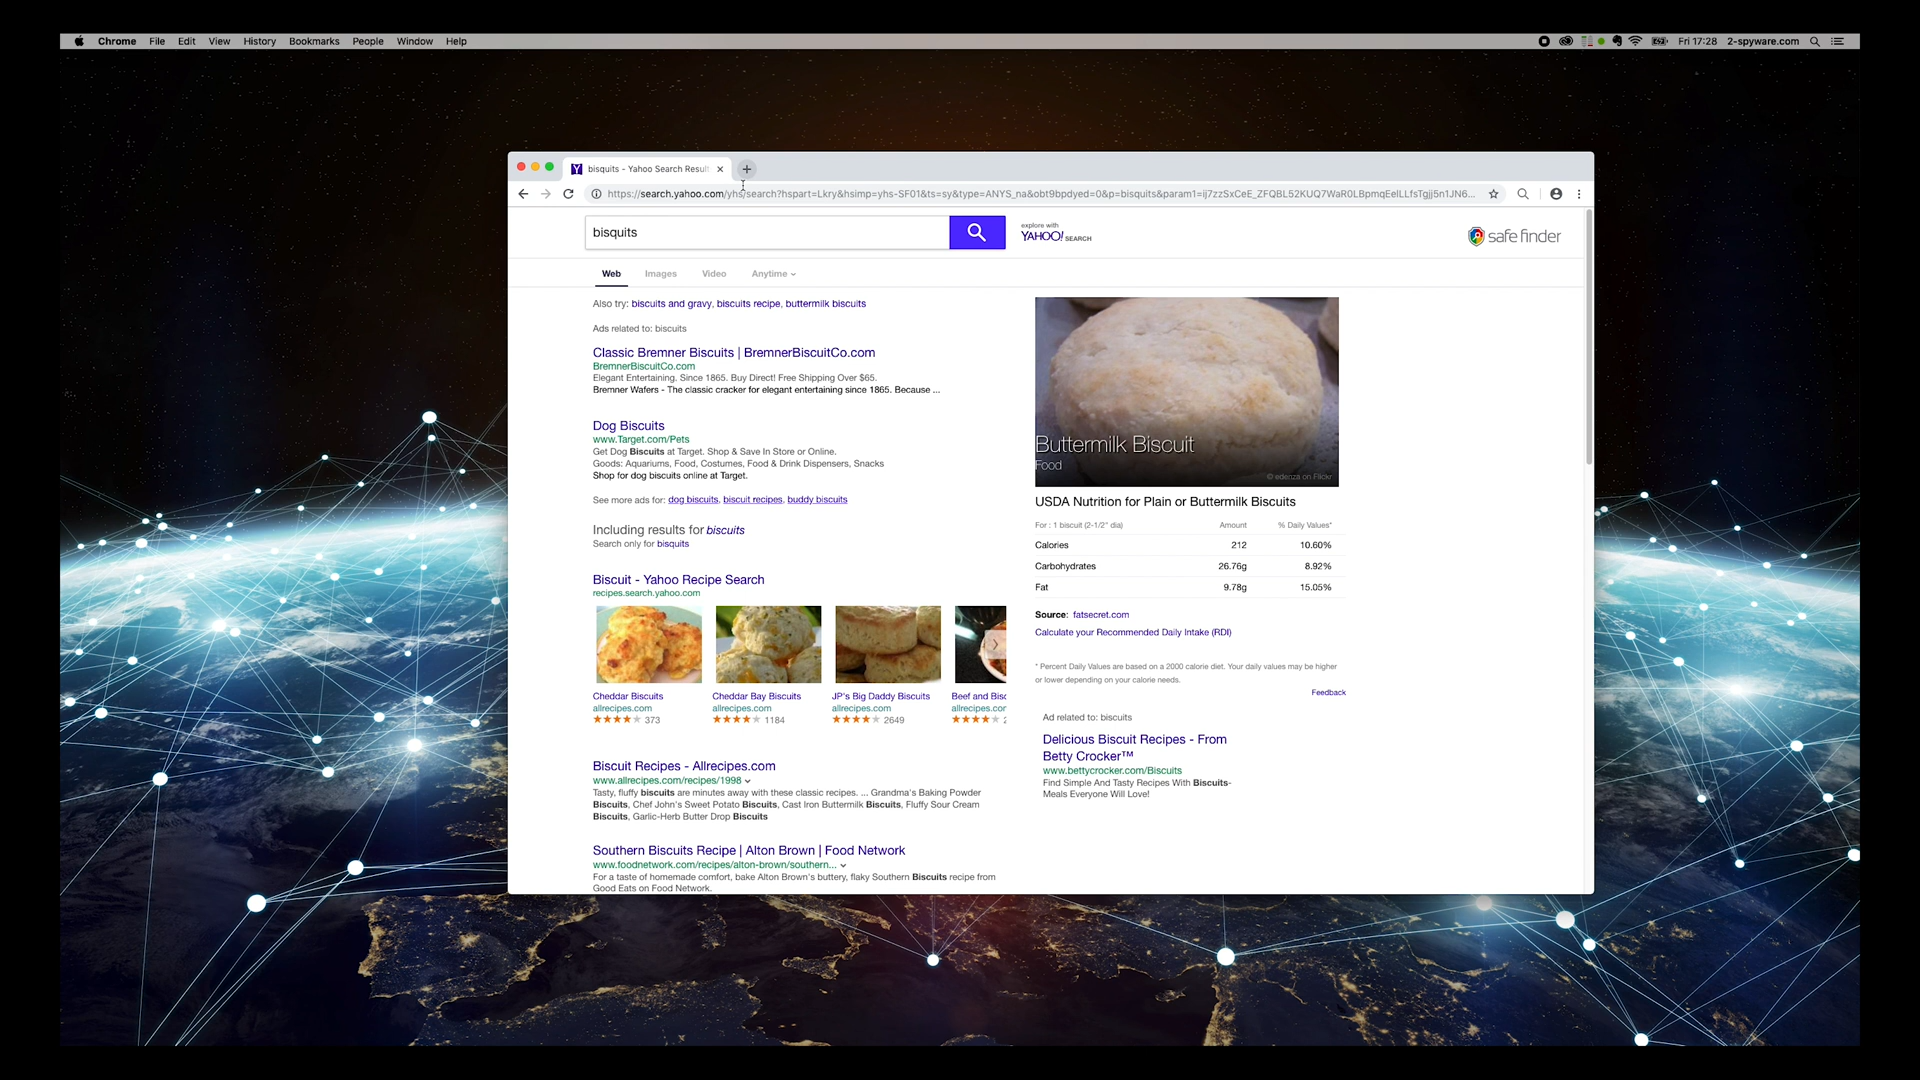 Chrome File Edit View History Bookmarks People Window Help
Fri 17:28 2-spyware.com
bisquits - Yahoo Search Result
https://search.yahoo.com/yhs/search?hspart=Lkry&hsimp=yhs-SF01&ts=sy&type=ANYS_na&obt9bpdyed=0&p=bisquits&param1=ij7zzSxCeE_ZFQBL52KUQ7WaR0LBpmqEelLLfsTgjj5n1JN6...
bisquits
explore with
YAHOO! SEARCH
safe finder
Web Images Video Anytime
Also try: biscuits and gravy, biscuits recipe, buttermilk biscuits
Ads related to: biscuits
Classic Bremner Biscuits | BremnerBiscuitCo.com
BremnerBiscuitCo.com
Elegant Entertaining. Since 1865. Buy Direct! Free Shipping Over $65.
Bremner Wafers - The classic cracker for elegant entertaining since 1865. Because ...
Dog Biscuits
www.Target.com/Pets
Get Dog Biscuits at Target. Shop & Save In Store or Online.
Goods: Aquariums, Food, Costumes, Food & Drink Dispensers, Snacks
Shop for dog biscuits online at Target.
See more ads for: dog biscuits, biscuit recipes, buddy biscuits
Including results for biscuits
Search only for bisquits
Biscuit - Yahoo Recipe Search
recipes.search.yahoo.com
Cheddar Biscuits Cheddar Bay Biscuits JP's Big Daddy Biscuits Beef and Bisc
allrecipes.com allrecipes.com allrecipes.com allrecipes.cor
373 1184 2649 2
Biscuit Recipes - Allrecipes.com
www.allrecipes.com/recipes/1998
Tasty, fluffy biscuits are minutes away with these classic recipes. ... Grandma's Baking Powder
Biscuits, Chef John's Sweet Potato Biscuits, Cast Iron Buttermilk Biscuits, Fluffy Sour Cream
Biscuits, Garlic-Herb Butter Drop Biscuits
Southern Biscuits Recipe | Alton Brown | Food Network
www.foodnetwork.com/recipes/alton-brown/southern...
For a taste of homemade comfort, bake Alton Brown's buttery, flaky Southern Biscuits recipe from
Good Eats on Food Network.
Buttermilk Biscuit
Food
© edenza on Flickr
USDA Nutrition for Plain or Buttermilk Biscuits
For : 1 biscuit (2-1/2" dia) Amount % Daily Values*
Calories 212 10.60%
Carbohydrates 26.76g 8.92%
Fat 9.78g 15.05%
Source: fatsecret.com
Calculate your Recommended Daily Intake (RDI)
* Percent Daily Values are based on a 2000 calorie diet. Your daily values may be higher
or lower depending on your calorie needs.
Feedback
Ad related to: biscuits
Delicious Biscuit Recipes - From
Betty Crocker™
www.bettycrocker.com/Biscuits
Find Simple And Tasty Recipes With Biscuits-
Meals Everyone Will Love!